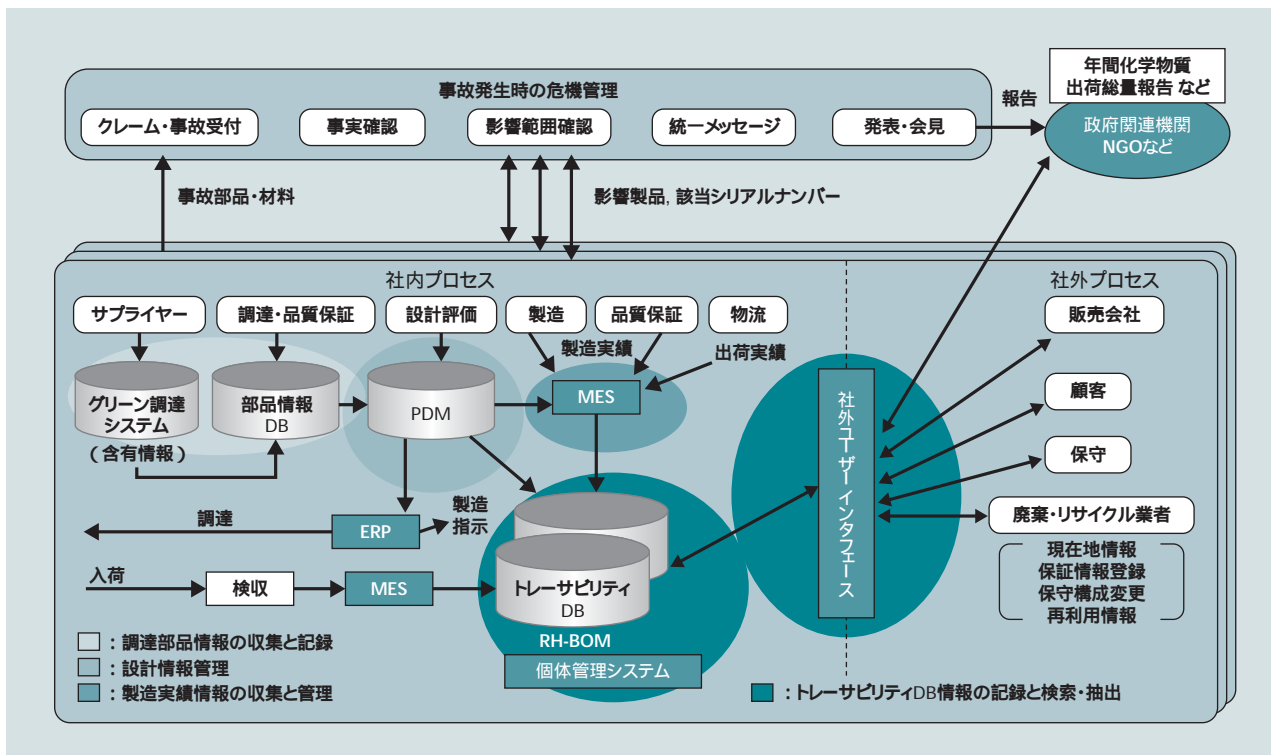 事故発生時の危機管理
クレーム・事故受付
事実確認
影響範囲確認
統一メッセージ
発表・会見
報告
年間化学物質
出荷総量報告 など
政府関連機関
NGOなど
事故部品・材料
影響製品, 該当シリアルナンバー
社内プロセス
社外プロセス
サプライヤー
調達・品質保証
設計評価
製造
品質保証
物流
販売会社
製造実績
出荷実績
グリーン調達
システム
(含有情報)
部品情報
DB
PDM
MES
顧客
保守
社外ユーザーインタフェース
調達
ERP
製造
指示
廃棄・リサイクル業者
現在地情報
保証情報登録
保守構成変更
再利用情報
入荷
検収
MES
トレーサビリティ
DB
RH-BOM
個体管理システム
:調達部品情報の収集と記録
:設計情報管理
:製造実績情報の収集と管理
:トレーサビリティDB情報の記録と検索・抽出